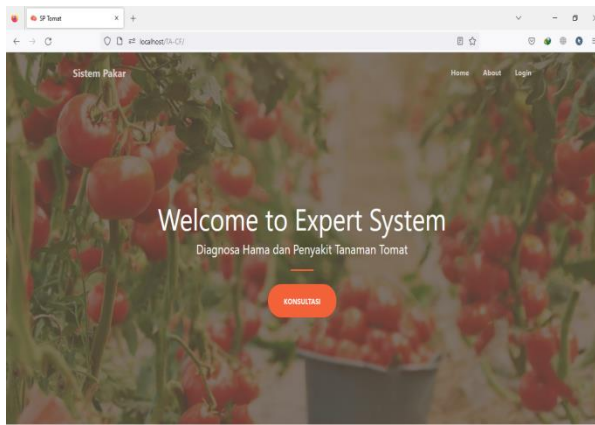 SP Tomat
localhost/TA-CF/
Sistem Pakar
Home About Login
Welcome to Expert System
Diagnosa Hama dan Penyakit Tanaman Tomat
KONSULTASI